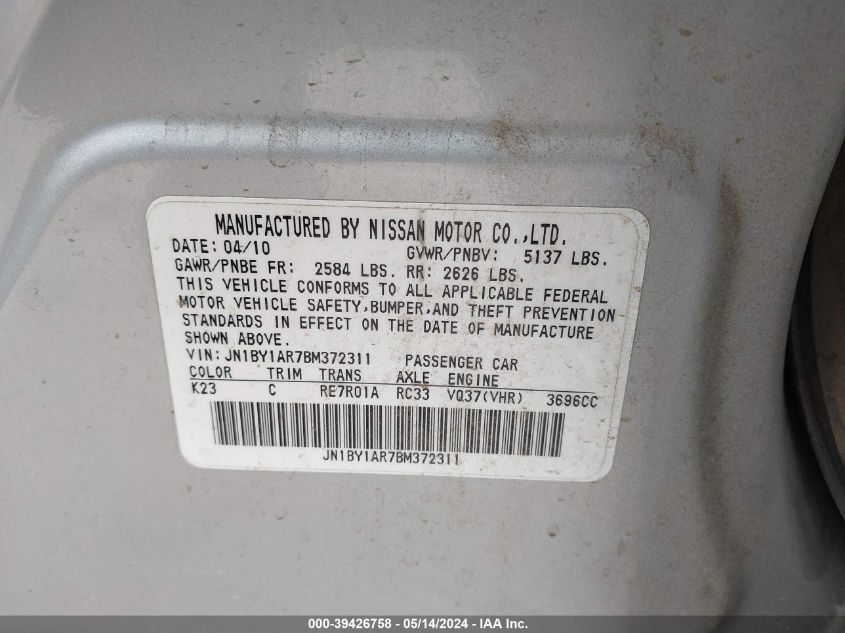 MANUFACTURED BY NISSAN MOTOR CO.,LTD.
DATE: 04/10 GVWR/PNBV: 5137 LBS.
GAWR/PNBE FR: 2584 LBS. RR: 2626 LBS.
THIS VEHICLE CONFORMS TO ALL APPLICABLE FEDERAL
MOTOR VEHICLE SAFETY,BUMPER,AND THEFT PREVENTION
STANDARDS IN EFFECT ON THE DATE OF MANUFACTURE
SHOWN ABOVE.
VIN: JN1BY1AR7BM372311 PASSENGER CAR
COLOR TRIM TRANS AXLE ENGINE
K23 C RE7R01A RC33 VQ37(VHR) 3696CC
JN1BY1AR7BM372311
000-39426758 - 05/14/2024 - IAA Inc.